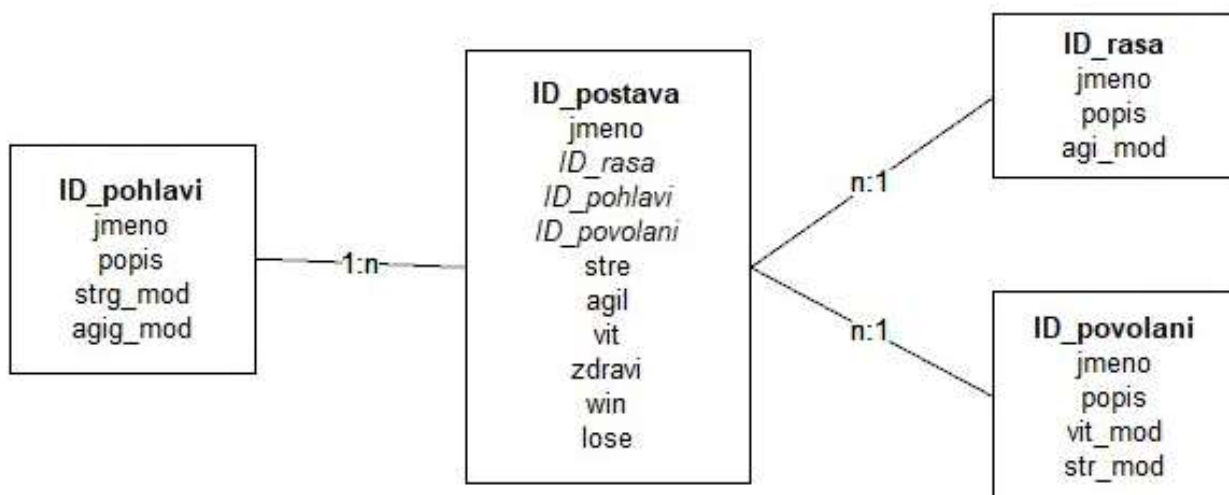 ID_pohlavi
jmeno
popis
strg_mod
agig_mod
1:n
ID_postava
jmeno
ID_rasa
ID_pohlavi
ID_povolani
stre
agil
vit
zdravi
win
lose
n:1
n:1
ID_rasa
jmeno
popis
agi_mod
ID_povolani
jmeno
popis
vit_mod
str_mod